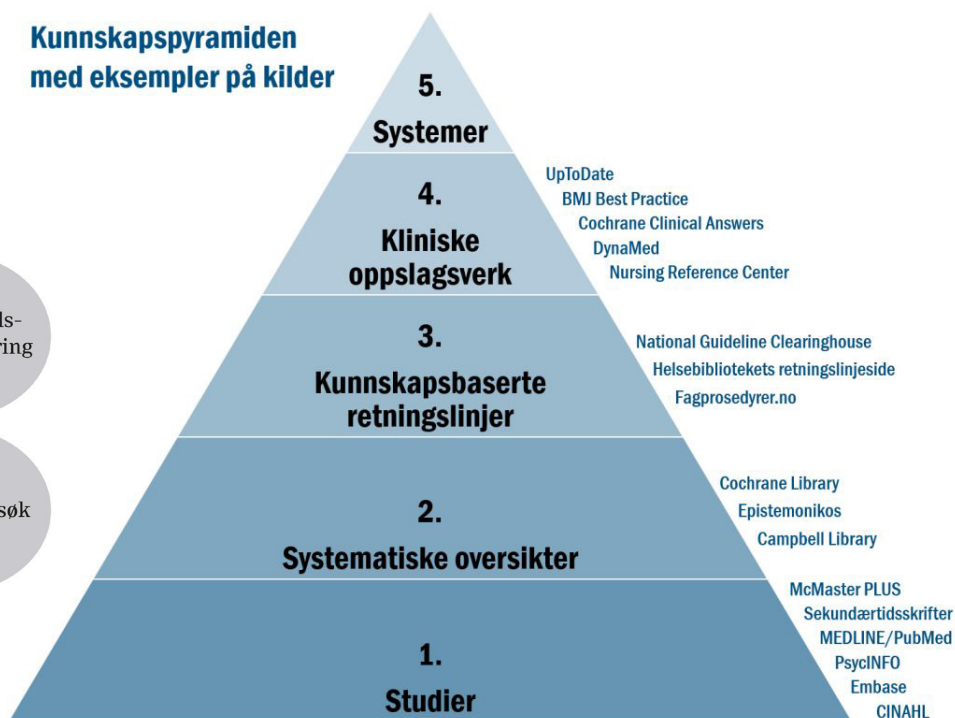 Kunnskapspyramiden
med eksempler på kilder
5.
Systemer
4.
Kliniske
oppslagsverk
UpToDate
BMJ Best Practice
Cochrane Clinical Answers
DynaMed
Nursing Reference Center
3.
Kunnskapsbaserte
retningslinjer
National Guideline Clearinghouse
Helsebibliotekets retningslinjeside
Fagprosedyrer.no
2.
Systematiske oversikter
Cochrane Library
Epistemonikos
Campbell Library
1.
Studier
McMaster PLUS
Sekundærtidsskrifter
MEDLINE/PubMed
PsycINFO
Embase
CINAHL